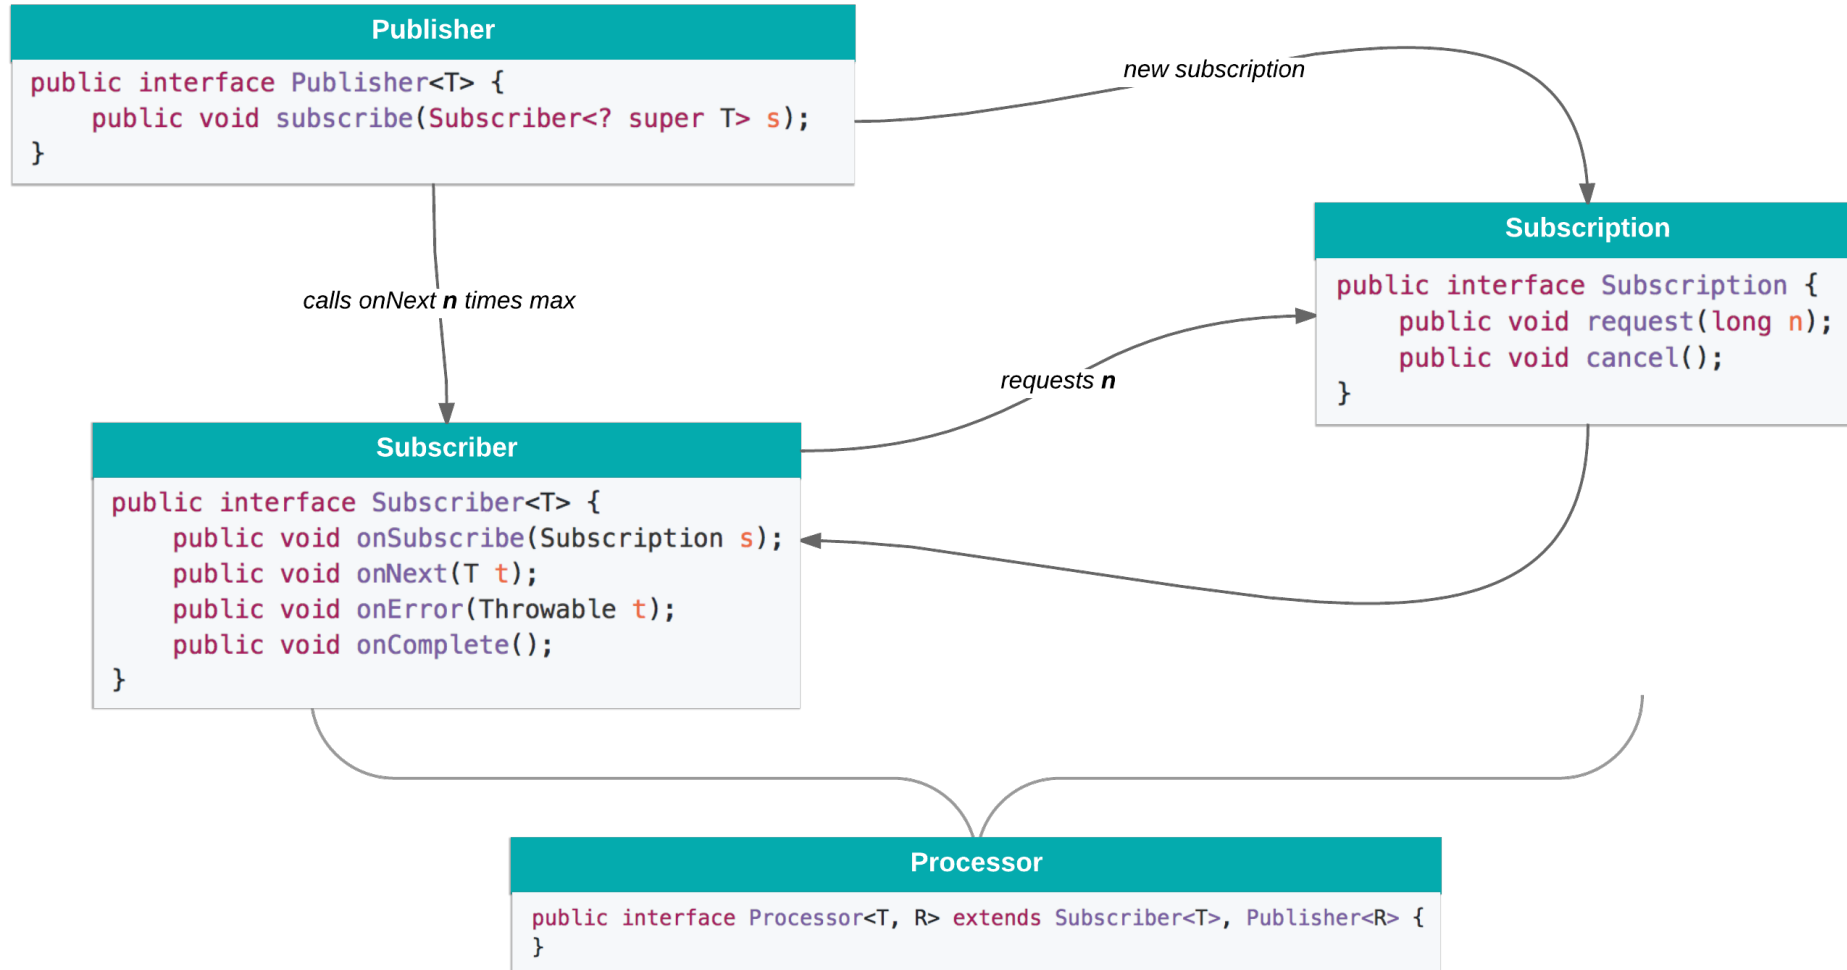 Publisher
public interface Publisher<T> {
    public void subscribe(Subscriber<? super T> s);
}
new subscription
Subscription
public interface Subscription {
    public void request(long n);
    public void cancel();
}
calls onNext n times max
requests n
Subscriber
public interface Subscriber<T> {
    public void onSubscribe(Subscription s);
    public void onNext(T t);
    public void onError(Throwable t);
    public void onComplete();
}
Processor
public interface Processor<T, R> extends Subscriber<T>, Publisher<R> {
}